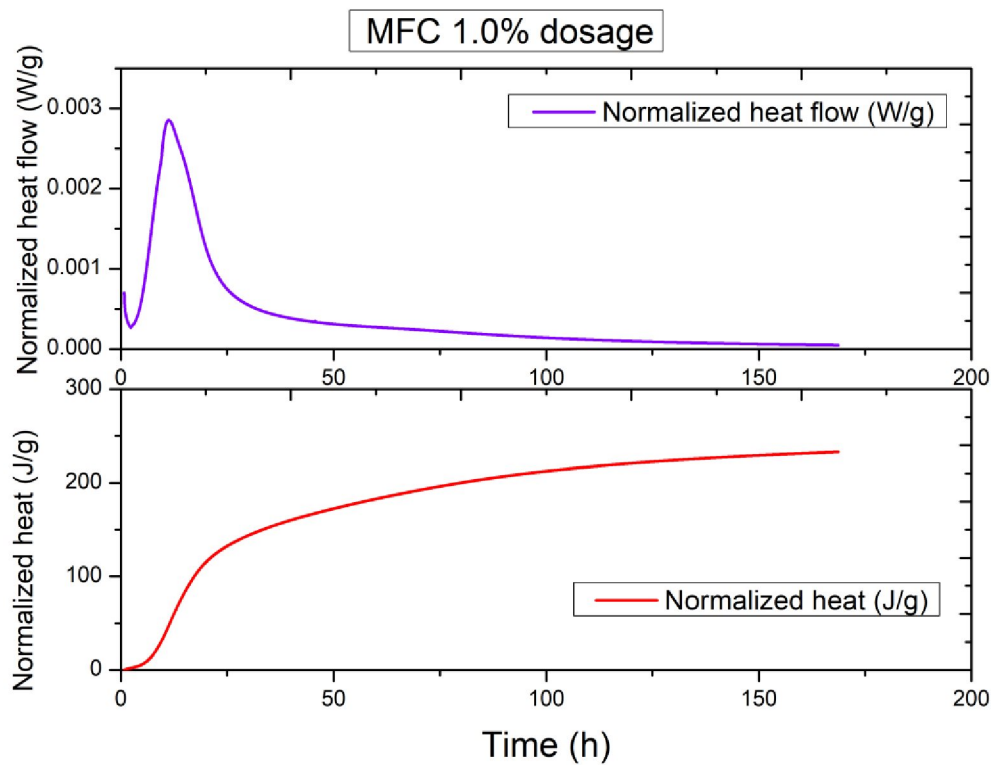 MFC 1.0% dosage
Normalized heat flow (W/g)
0.003
0.002
0.001
0.000
Normalized heat flow (W/g)
0 50 100 150 200
Normalized heat (J/g)
300
200
100
0
Normalized heat (J/g)
0 50 100 150 200
Time (h)